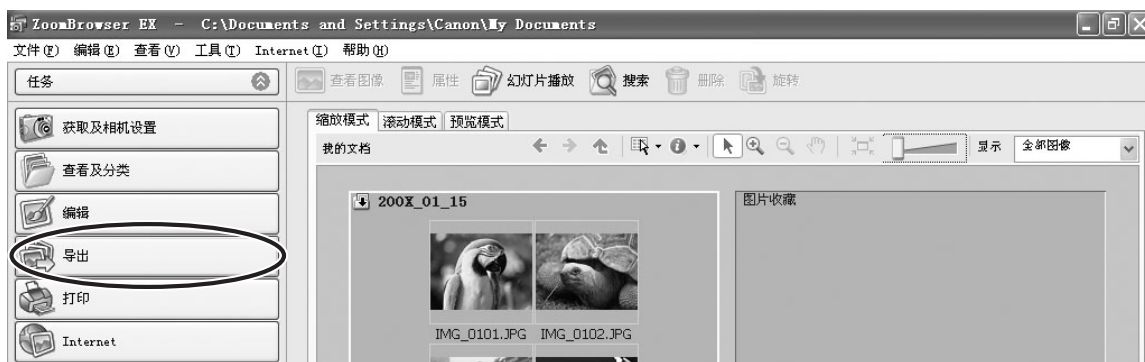 ZoomBrowser EX - C:\Documents and Settings\Canon\My Documents
文件(F) 编辑(E) 查看(V) 工具(T) Internet(I) 帮助(H)
任务
查看图像 属性 幻灯片播放 搜索 删除 旋转
获取及相机设置
查看及分类
编辑
导出
打印
Internet
缩放模式 滚动模式 预览模式
我的文档 显示 全部图像
200X_01_15
图片收藏
IMG_0101.JPG IMG_0102.JPG